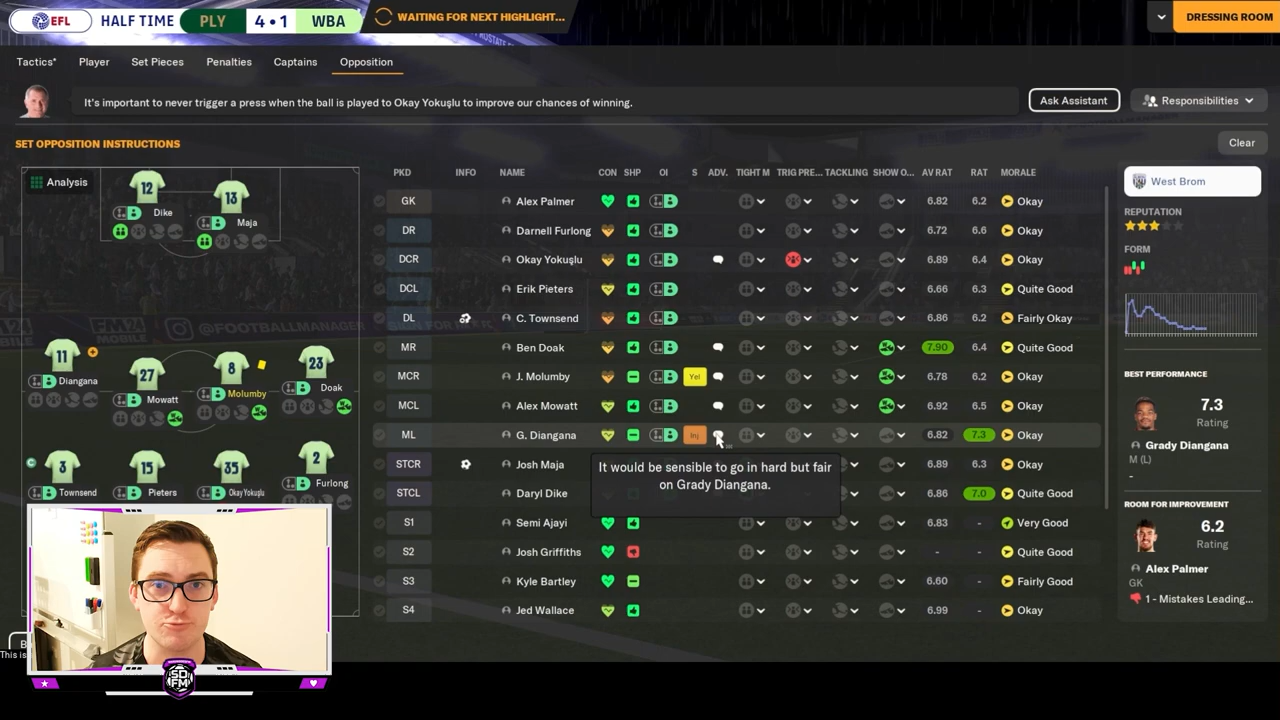 EFL HALF TIME PLY 4 • 1 WBA
WAITING FOR NEXT HIGHLIGHT...
DRESSING ROOM
Tactics* Player Set Pieces Penalties Captains Opposition
It's important to never trigger a press when the ball is played to Okay Yokuşlu to improve our chances of winning.
Ask Assistant
Responsibilities
SET OPPOSITION INSTRUCTIONS
Clear
Analysis
12
Dike
13
Maja
11
Diangana
27
Mowatt
8
Molumby
23
Doak
3
Townsend
15
Pieters
35
Okay Yokuşlu
2
Furlong
PKD INFO NAME CON SHP OI S ADV. TIGHT M TRIG PRE... TACKLING SHOW O... AV RAT RAT MORALE
GK Alex Palmer 6.82 6.2 Okay
DR Darnell Furlong 6.72 6.6 Okay
DCR Okay Yokuşlu 6.89 6.4 Okay
DCL Erik Pieters 6.66 6.3 Quite Good
DL C. Townsend 6.86 6.2 Fairly Okay
MR Ben Doak 7.90 6.4 Quite Good
MCR J. Molumby Yel 6.78 6.2 Okay
MCL Alex Mowatt 6.92 6.5 Okay
ML G. Diangana Inj 6.82 7.3 Okay
STCR Josh Maja 6.89 6.3 Okay
STCL Daryl Dike 6.86 7.0 Quite Good
S1 Semi Ajayi 6.83 - Very Good
S2 Josh Griffiths - - Quite Good
S3 Kyle Bartley 6.60 - Fairly Good
S4 Jed Wallace 6.99 - Okay
It would be sensible to go in hard but fair
on Grady Diangana.
West Brom
REPUTATION
FORM
BEST PERFORMANCE
7.3
Rating
Grady Diangana
M (L)
-
ROOM FOR IMPROVEMENT
6.2
Rating
Alex Palmer
GK
1 - Mistakes Leading...
FM24
MOBILE
@FOOTBALLMANAGER
This is
SD
FM